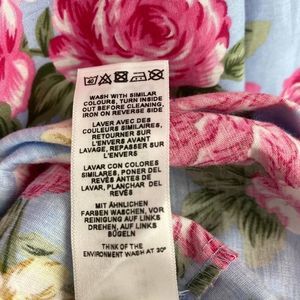 WASH WITH SIMILAR
COLOURS, TURN INSIDE
OUT BEFORE CLEANING,
IRON ON REVERSE SIDE
LAVER AVEC DES
COULEURS SIMILAIRES,
RETOURNER SUR
L'ENVERS AVANT
LAVAGE, REPASSER SUR
L'ENVERS
LAVAR CON COLORES
SIMILARES, PONER DEL
REVÉS ANTES DE
LAVAR, PLANCHAR DEL
REVÉS
MIT ÄHNLICHEN
FARBEN WASCHEN, VOR
REINIGUNG AUF LINKS
DREHEN, AUF LINKS
BÜGELN
THINK OF THE
ENVIRONMENT WASH AT 30°